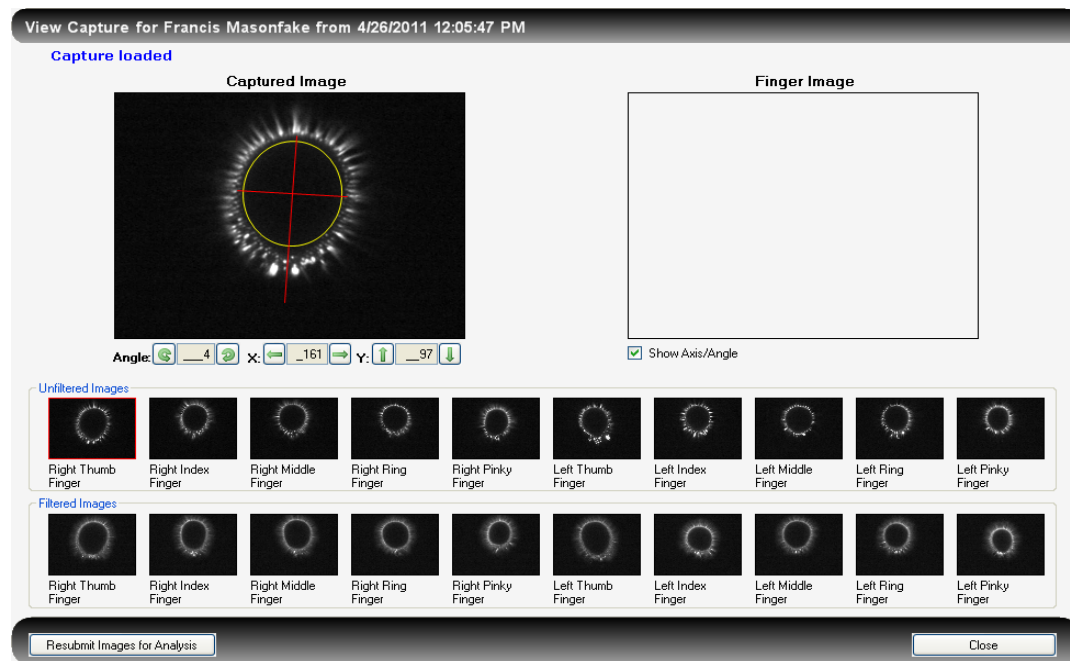 View Capture for Francis Masonfake from 4/26/2011 12:05:47 PM
Capture loaded
Captured Image
Finger Image
Angle: ___4 X: _161 Y: __97
Show Axis/Angle
Unfiltered Images
Right Thumb Finger
Right Index Finger
Right Middle Finger
Right Ring Finger
Right Pinky Finger
Left Thumb Finger
Left Index Finger
Left Middle Finger
Left Ring Finger
Left Pinky Finger
Filtered Images
Right Thumb Finger
Right Index Finger
Right Middle Finger
Right Ring Finger
Right Pinky Finger
Left Thumb Finger
Left Index Finger
Left Middle Finger
Left Ring Finger
Left Pinky Finger
Resubmit Images for Analysis
Close